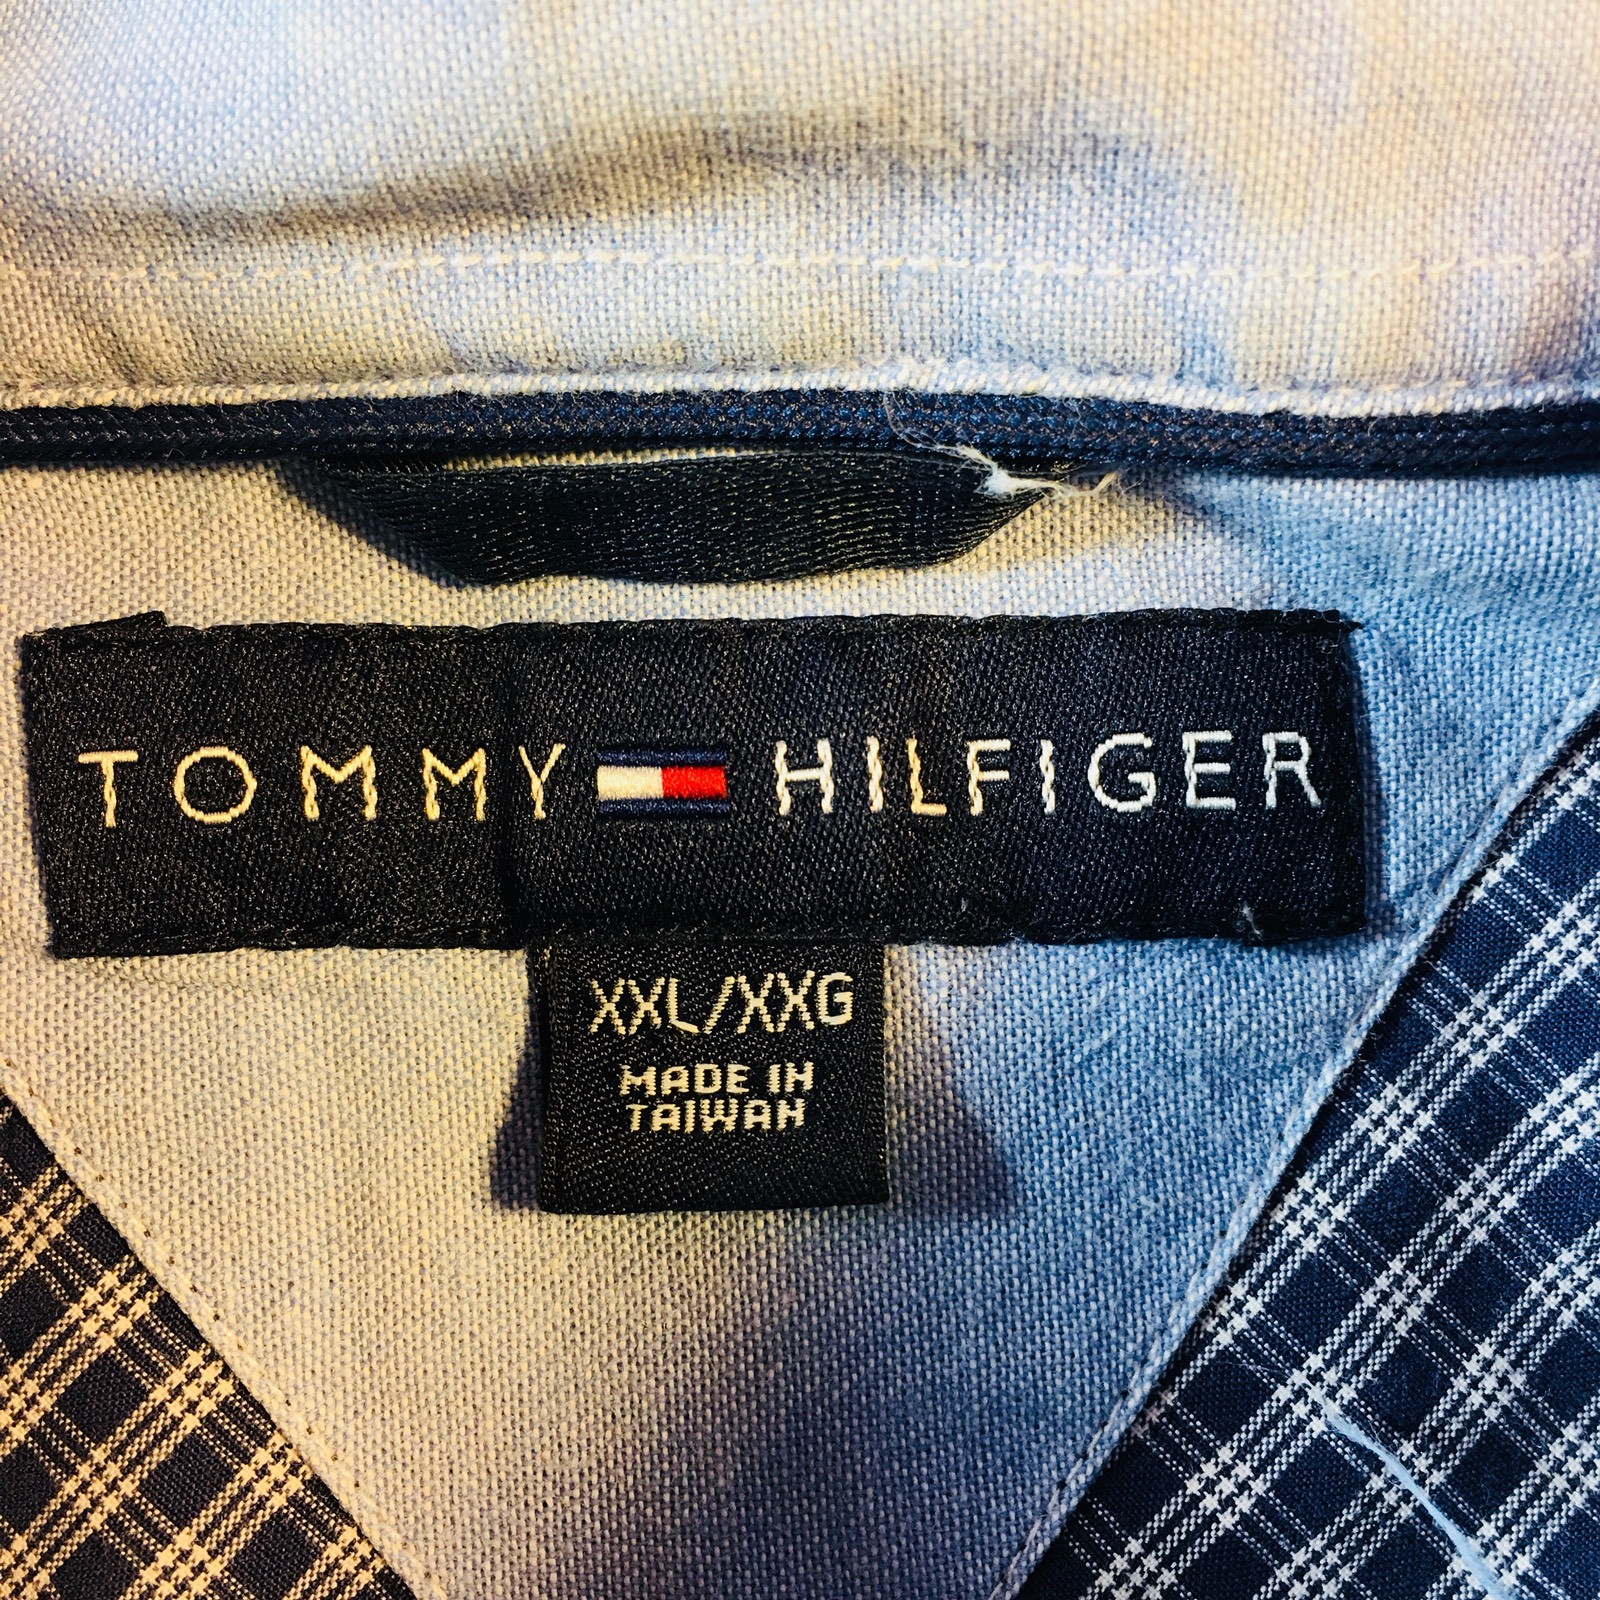 TOMMY HILFIGER
XXL/XXG
MADE IN
TAIWAN